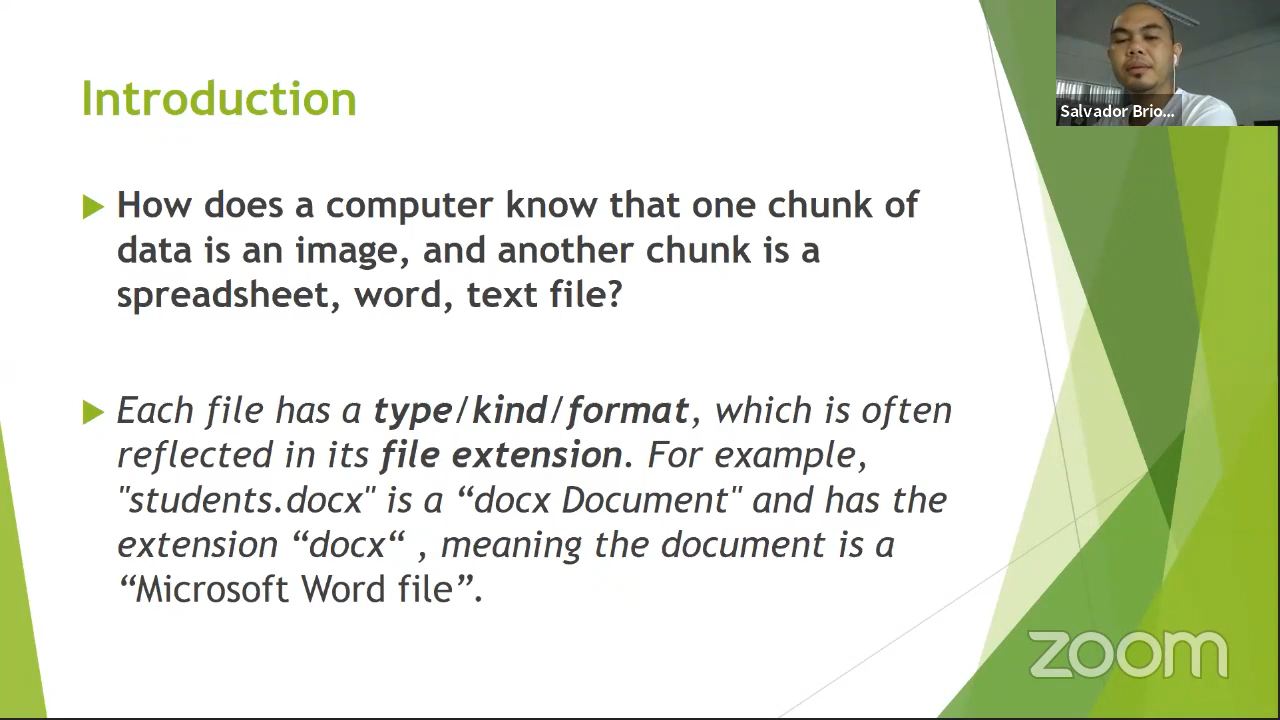 Introduction
Salvador Brio...
How does a computer know that one chunk of
data is an image, and another chunk is a
spreadsheet, word, text file?
Each file has a type/kind/format, which is often
reflected in its file extension. For example,
"students.docx" is a “docx Document" and has the
extension “docx“ , meaning the document is a
“Microsoft Word file”.
zoom